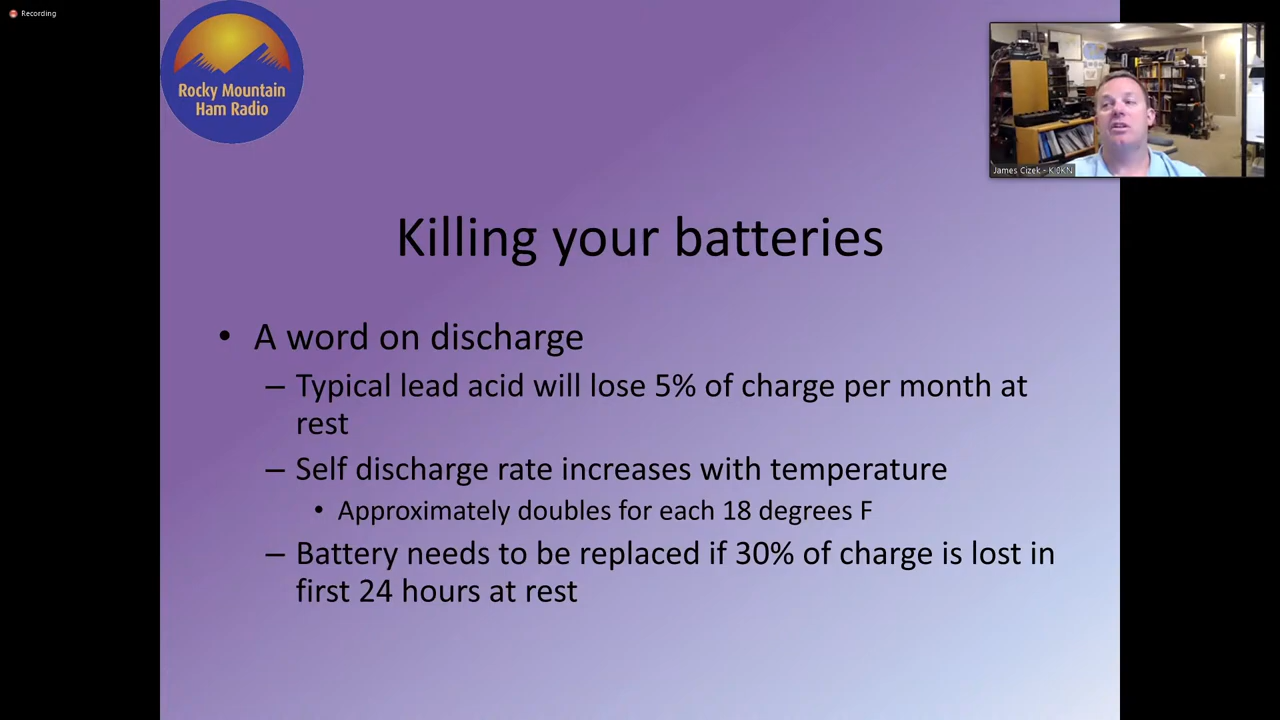 Recording
Rocky Mountain
Ham Radio
James Cizek - KI0KN
Killing your batteries
• A word on discharge
– Typical lead acid will lose 5% of charge per month at
rest
– Self discharge rate increases with temperature
• Approximately doubles for each 18 degrees F
– Battery needs to be replaced if 30% of charge is lost in
first 24 hours at rest